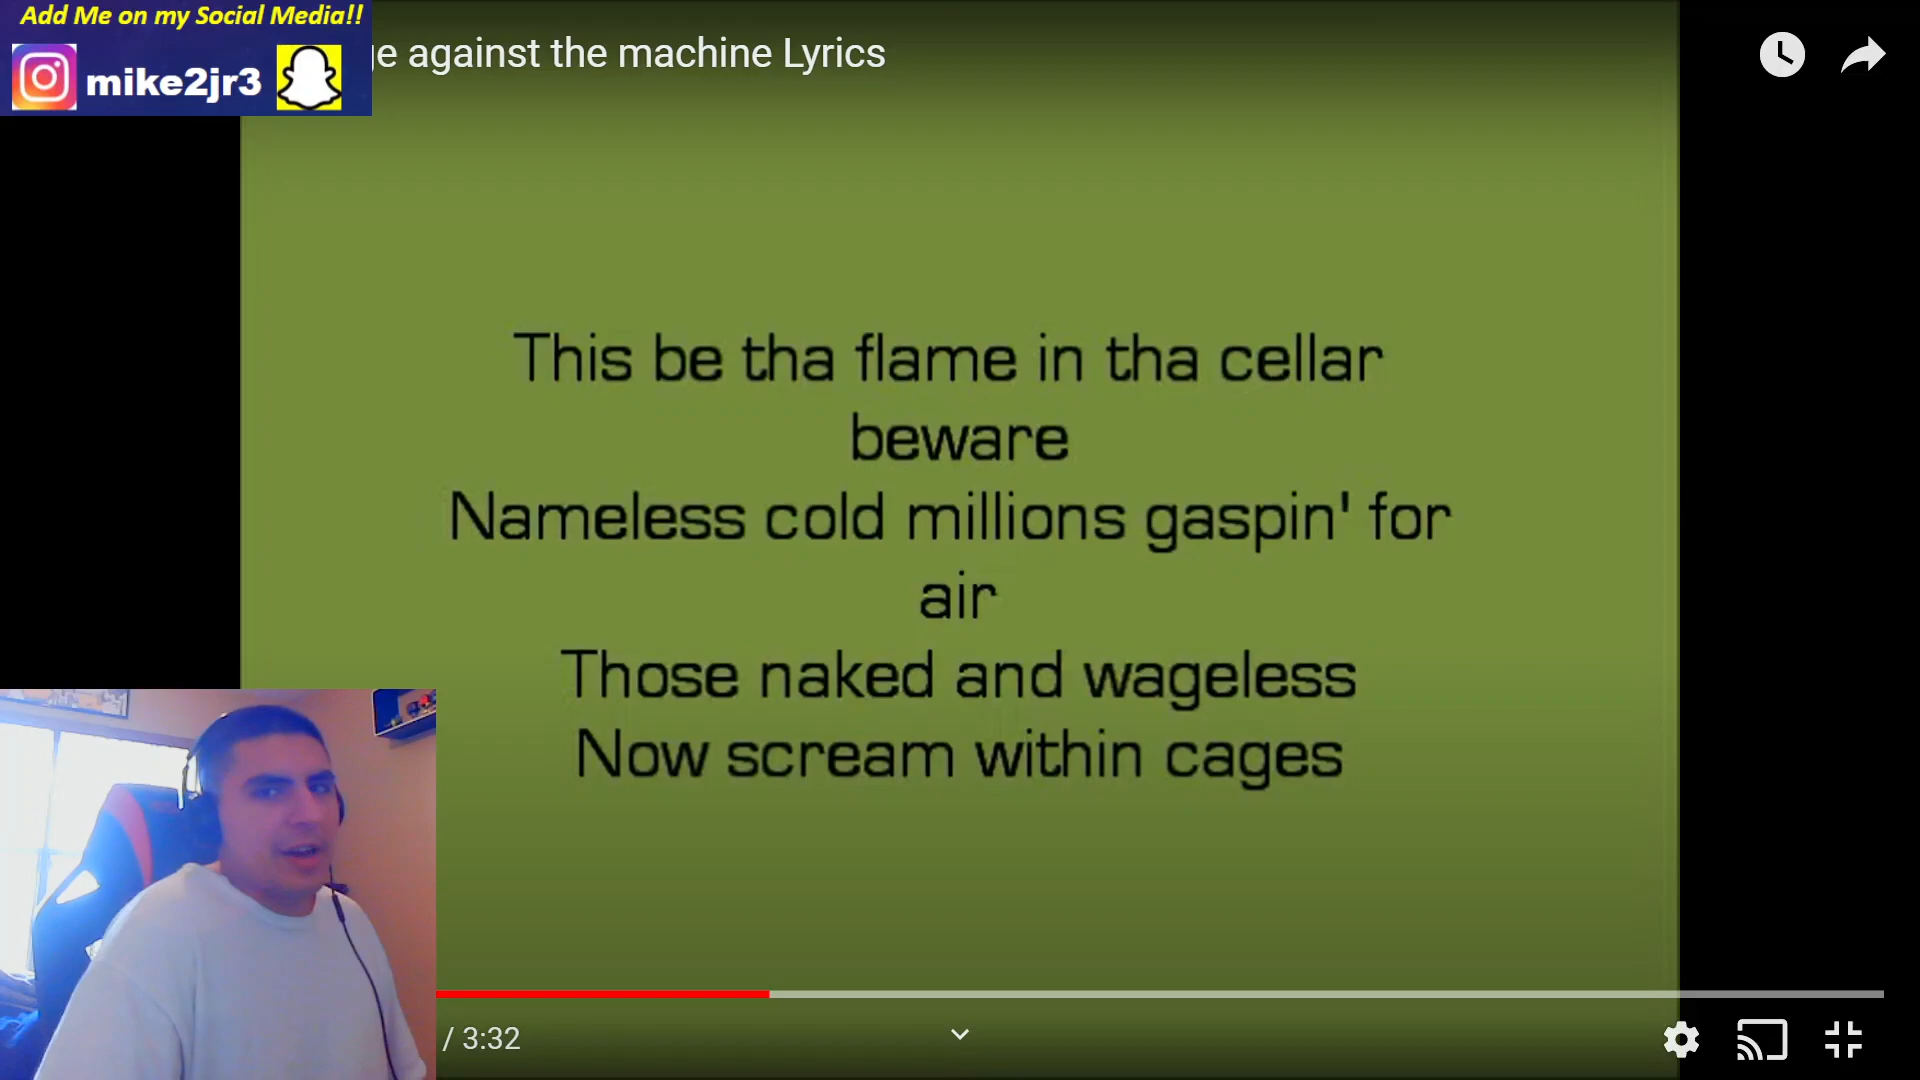 Add Me on my Social Media!!
mike2jr3
ge against the machine Lyrics
This be tha flame in tha cellar
beware
Nameless cold millions gaspin' for
air
Those naked and wageless
Now scream within cages
/ 3:32